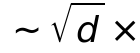 ~ √d ×